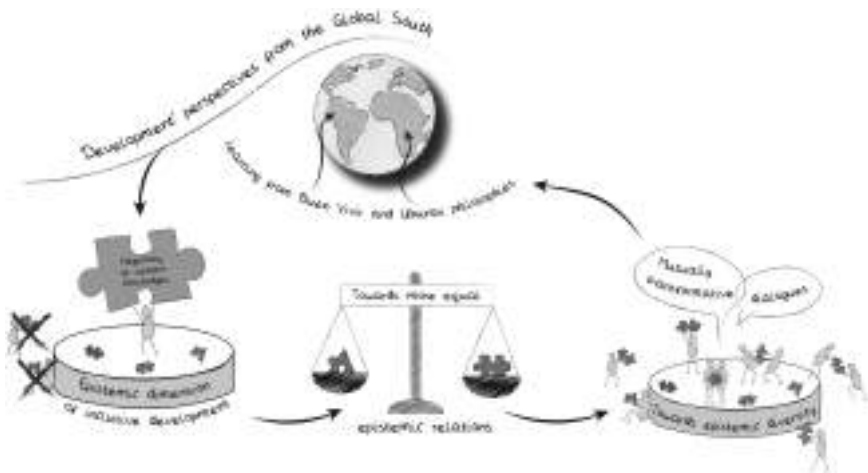 'Development' perspectives from the Global South
learning from Buen Vivir and Ubuntu philosophies
Epistemic dimension
of inclusive development
Towards more equal
epistemic relations
Mutually
transformative
dialogues
Towards epistemic diversity